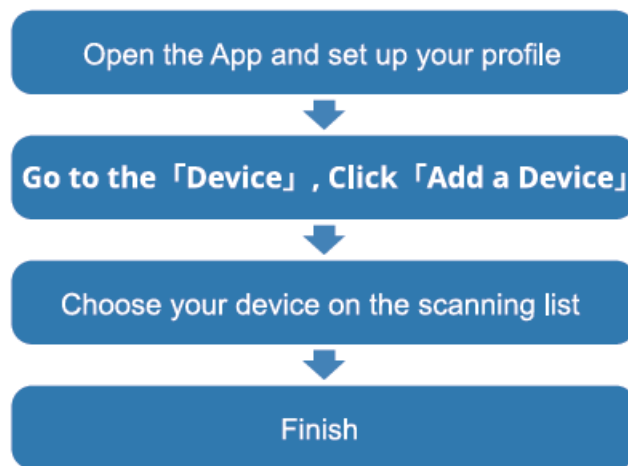 Open the App and set up your profile
Go to the「Device」, Click「Add a Device」
Choose your device on the scanning list
Finish